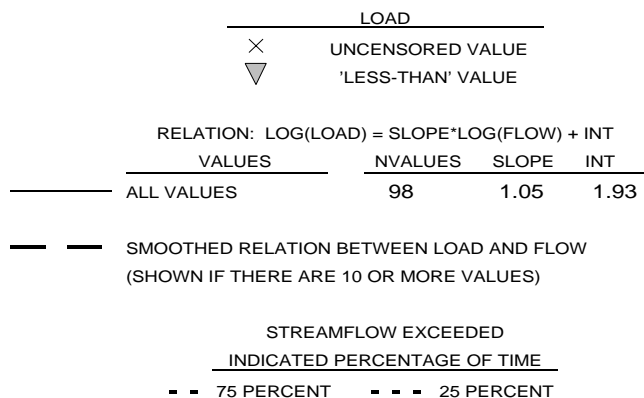 LOAD
UNCENSORED VALUE
'LESS-THAN' VALUE
RELATION: LOG(LOAD) = SLOPE*LOG(FLOW) + INT
VALUES NVALUES SLOPE INT
ALL VALUES 98 1.05 1.93
SMOOTHED RELATION BETWEEN LOAD AND FLOW
(SHOWN IF THERE ARE 10 OR MORE VALUES)
STREAMFLOW EXCEEDED
INDICATED PERCENTAGE OF TIME
75 PERCENT 25 PERCENT